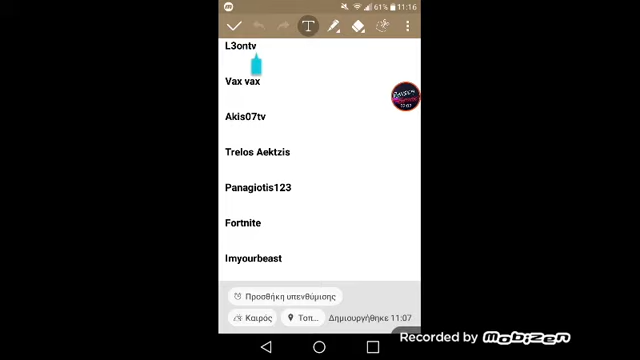 61% 11:16
L3ontv
Vax vax
Akis07tv
Trelos Aektzis
Panagiotis123
Fortnite
Imyourbeast
Προσθήκη υπενθύμισης
Καιρός Τοπ... Δημιουργήθηκε 11:07
Recorded by Mobizen